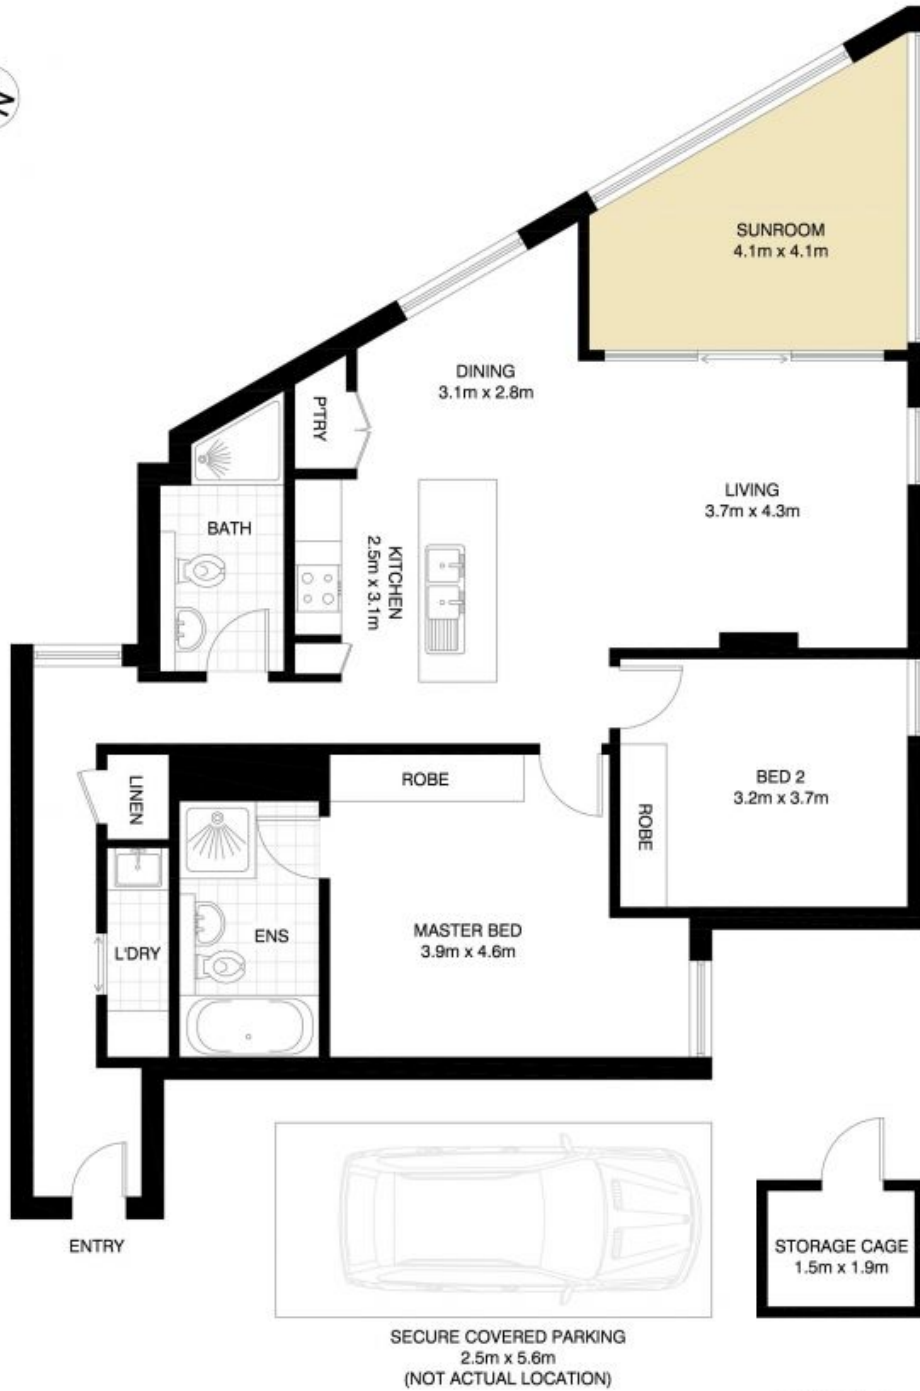 N
SUNROOM
4.1m x 4.1m
DINING
3.1m x 2.8m
P'TRY
LIVING
3.7m x 4.3m
BATH
KITCHEN
2.5m x 3.1m
LINEN
ROBE
BED 2
3.2m x 3.7m
ROBE
L'DRY
ENS
MASTER BED
3.9m x 4.6m
ENTRY
STORAGE CAGE
1.5m x 1.9m
SECURE COVERED PARKING
2.5m x 5.6m
(NOT ACTUAL LOCATION)